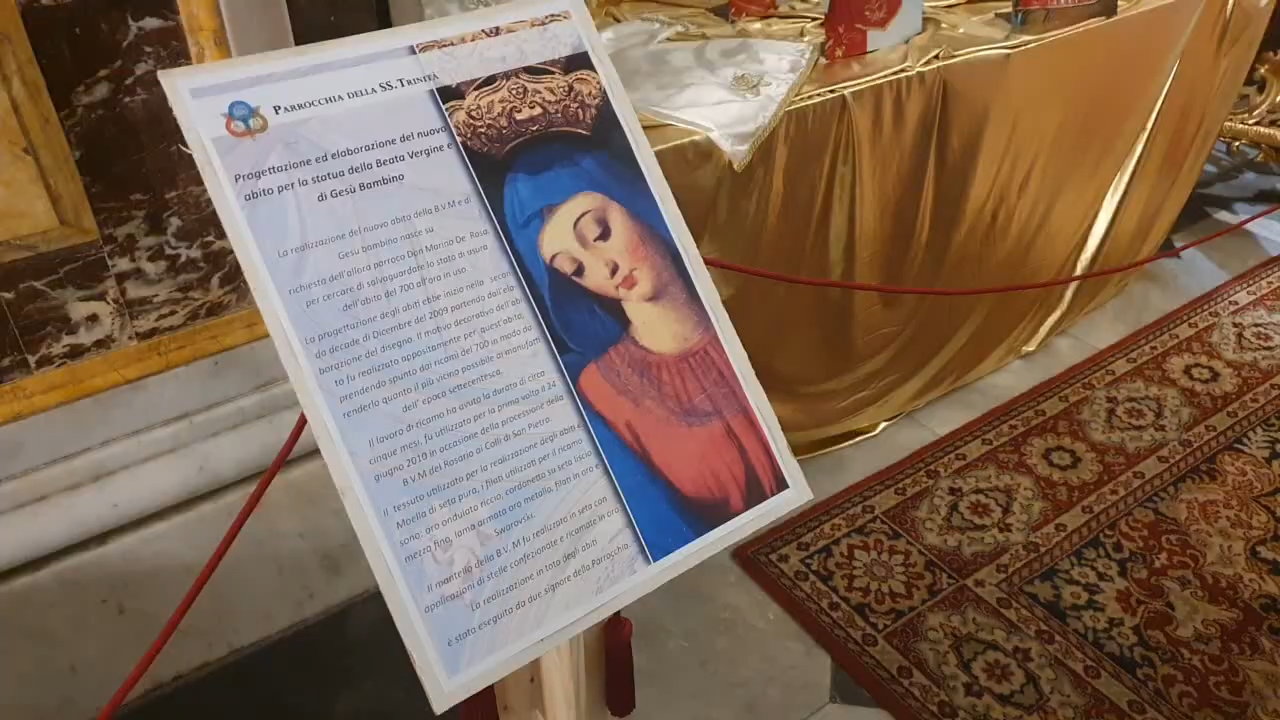 PARROCCHIA DELLA SS. TRINITÀ
Progettazione ed elaborazione del nuovo
abito per la statua della Beata Vergine e
di Gesù Bambino
La realizzazione del nuovo abito della B.V.M e di
Gesù bambino nasce su
richiesta dell'allora parroco Don Marino De Rosa,
per cercare di salvaguardare lo stato di usura
dell'abito del 700 all'ora in uso.
La progettazione degli abiti ebbe inizio nella secon
da decade di Dicembre del 2009 partendo dall'ela-
borazione del disegno. Il motivo decorativo dell'abi
to fu realizzato appositamente per quest'abito,
prendendo spunto dai ricami del 700 in modo da
renderlo quanto il più vicino possibile ai manufatti
dell' epoca settecentesca.
Il lavoro di ricamo ha avuto la durata di circa
cinque mesi, fu utilizzato per la prima volta il 24
giugno 2010 in occasione della processione della
B.V.M del Rosario ai Colli di San Pietro.
Il tessuto utilizzato per la realizzazione degli abiti è
Moella di seta pura, i filati utilizzati per il ricamo
sono: oro ondulato riccio, cordonetto su seta liscio e
mezzo fino, lama armata oro metallo, filati in oro e
Swarovski.
Il mantello della B.V. M fu realizzato in seta con
applicazioni di stelle confezionate e ricamate in oro
La realizzazione in toto degli abiti
è stata eseguita da due signore della Parrocchia.